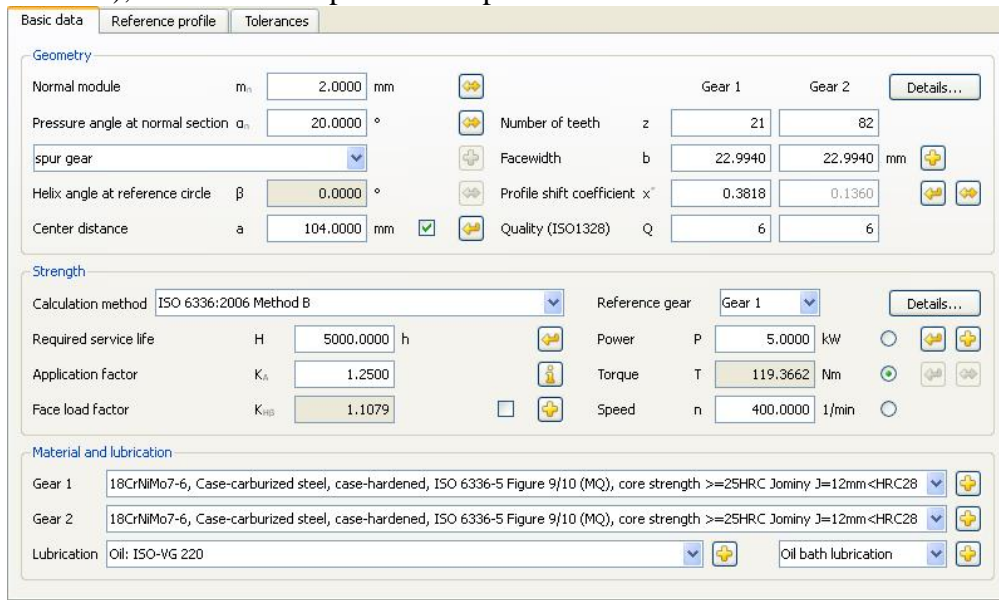 Basic data Reference profile Tolerances
Geometry
Normal module mn 2.0000 mm Gear 1 Gear 2 Details...
Pressure angle at normal section αn 20.0000 ° Number of teeth z 21 82
spur gear Facewidth b 22.9940 22.9940 mm
Helix angle at reference circle β 0.0000 ° Profile shift coefficient x* 0.3818 0.1360
Center distance a 104.0000 mm Quality (ISO1328) Q 6 6
Strength
Calculation method ISO 6336:2006 Method B Reference gear Gear 1 Details...
Required service life H 5000.0000 h Power P 5.0000 kW
Application factor KA 1.2500 Torque T 119.3662 Nm
Face load factor KHβ 1.1079 Speed n 400.0000 1/min
Material and lubrication
Gear 1 18CrNiMo7-6, Case-carburized steel, case-hardened, ISO 6336-5 Figure 9/10 (MQ), core strength >=25HRC Jominy J=12mm<HRC28
Gear 2 18CrNiMo7-6, Case-carburized steel, case-hardened, ISO 6336-5 Figure 9/10 (MQ), core strength >=25HRC Jominy J=12mm<HRC28
Lubrication Oil: ISO-VG 220 Oil bath lubrication